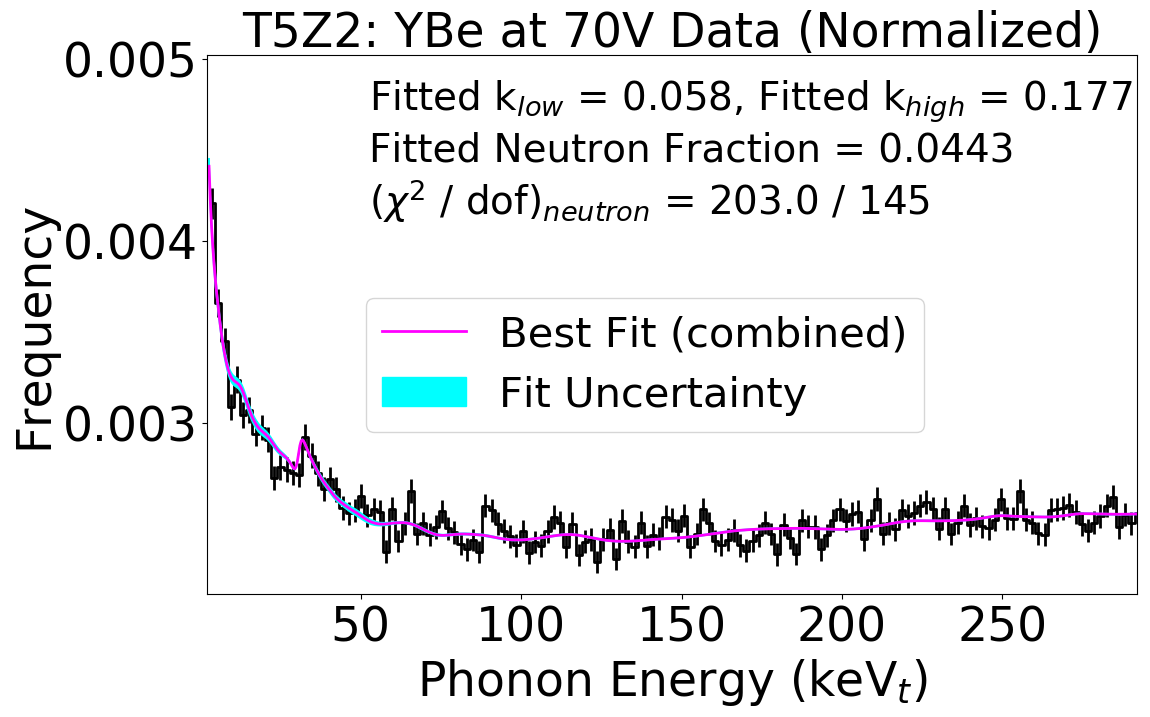 T5Z2: YBe at 70V Data (Normalized)
Fitted k_low = 0.058, Fitted k_high = 0.177
Fitted Neutron Fraction = 0.0443
(χ² / dof)_neutron = 203.0 / 145
Best Fit (combined)
Fit Uncertainty
Frequency
0.005
0.004
0.003
50 100 150 200 250
Phonon Energy (keV_t)